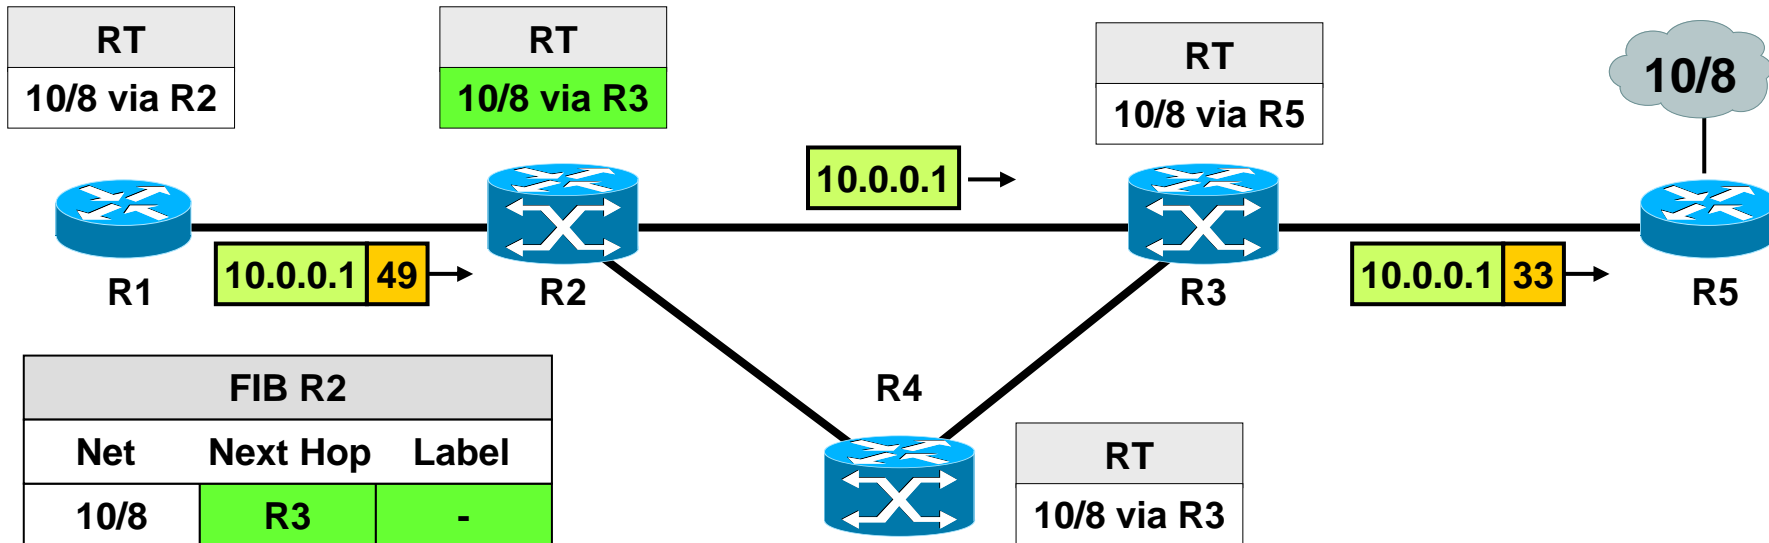 RT
10/8 via R2
RT
10/8 via R3
RT
10/8 via R5
10/8
10.0.0.1
R1
10.0.0.1 49
R2
R3
10.0.0.1 33
R5
FIB R2
Net Next Hop Label
10/8 R3 -
R4
RT
10/8 via R3